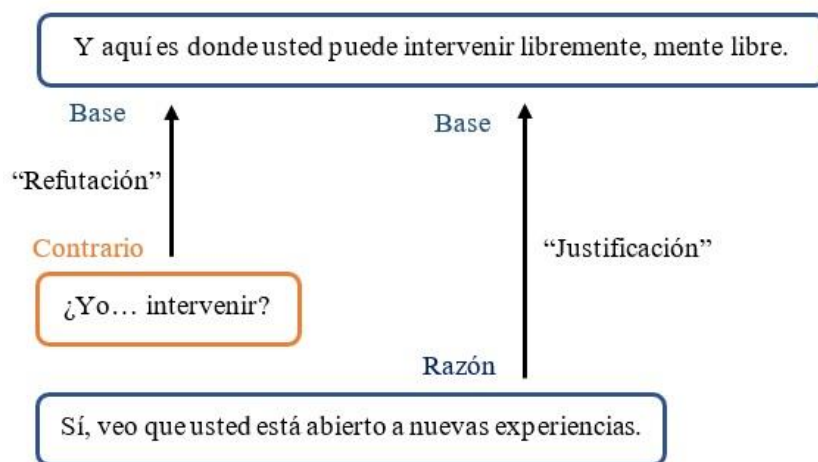 Y aquí es donde usted puede intervenir libremente, mente libre.
Base
Base
“Refutación”
Contrario
“Justificación”
¿Yo… intervenir?
Razón
Sí, veo que usted está abierto a nuevas experiencias.